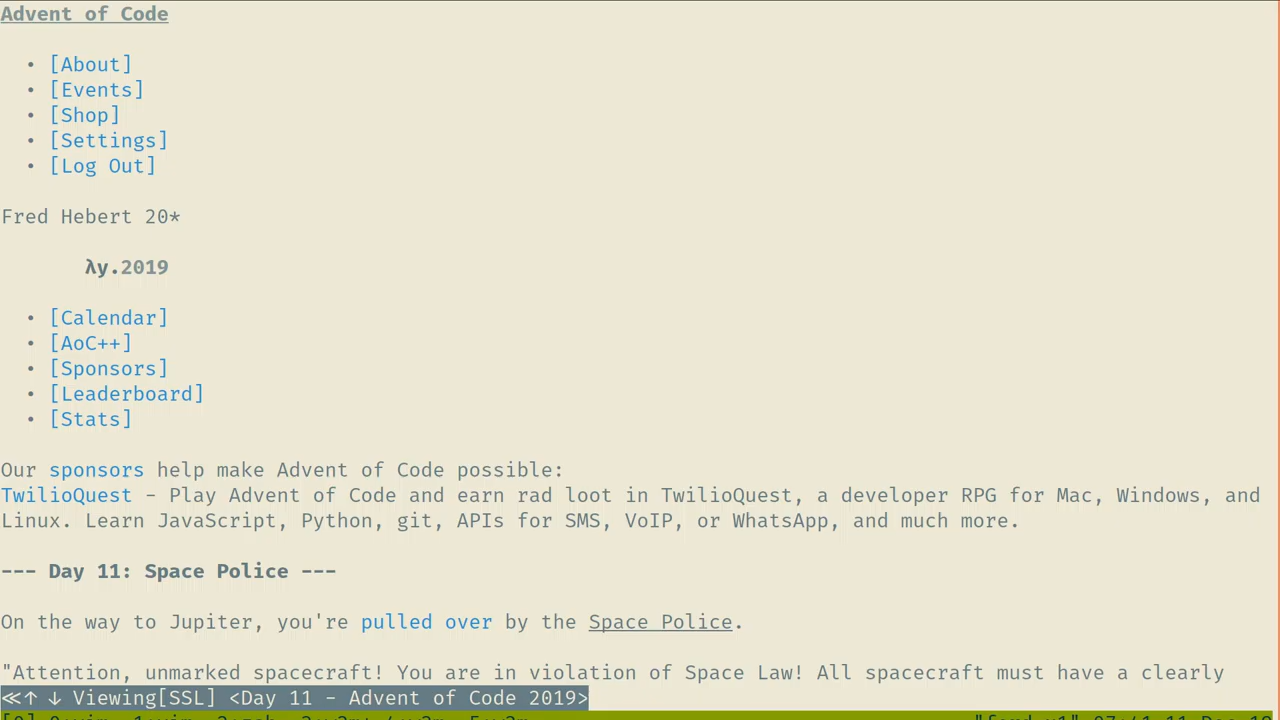 Advent of Code
• [About]
• [Events]
• [Shop]
• [Settings]
• [Log Out]
Fred Hebert 20*
λy.2019
• [Calendar]
• [AoC++]
• [Sponsors]
• [Leaderboard]
• [Stats]
Our sponsors help make Advent of Code possible:
TwilioQuest - Play Advent of Code and earn rad loot in TwilioQuest, a developer RPG for Mac, Windows, and
Linux. Learn JavaScript, Python, git, APIs for SMS, VoIP, or WhatsApp, and much more.
--- Day 11: Space Police ---
On the way to Jupiter, you're pulled over by the Space Police.
"Attention, unmarked spacecraft! You are in violation of Space Law! All spacecraft must have a clearly
≪↑ ↓ Viewing[SSL] <Day 11 - Advent of Code 2019>